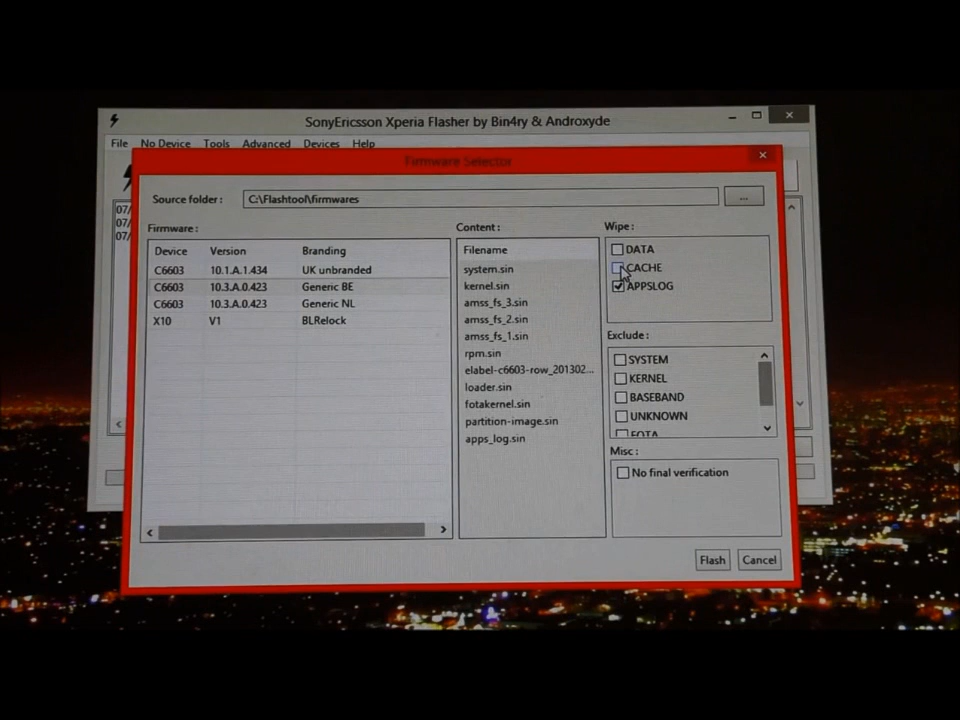 SonyEricsson Xperia Flasher by Bin4ry & Androxyde
File No Device Tools Advanced Devices Help
Firmware Selector
Source folder : C:\Flashtool\firmwares ...
Firmware :
Device Version Branding
C6603 10.1.A.1.434 UK unbranded
C6603 10.3.A.0.423 Generic BE
C6603 10.3.A.0.423 Generic NL
X10 V1 BLRelock
07/
07/
07/
Content :
Filename
system.sin
kernel.sin
amss_fs_3.sin
amss_fs_2.sin
amss_fs_1.sin
rpm.sin
elabel-c6603-row_201302...
loader.sin
fotakernel.sin
partition-image.sin
apps_log.sin
Wipe :
DATA
CACHE
APPSLOG
Exclude :
SYSTEM
KERNEL
BASEBAND
UNKNOWN
FOTA
Misc :
No final verification
Flash Cancel